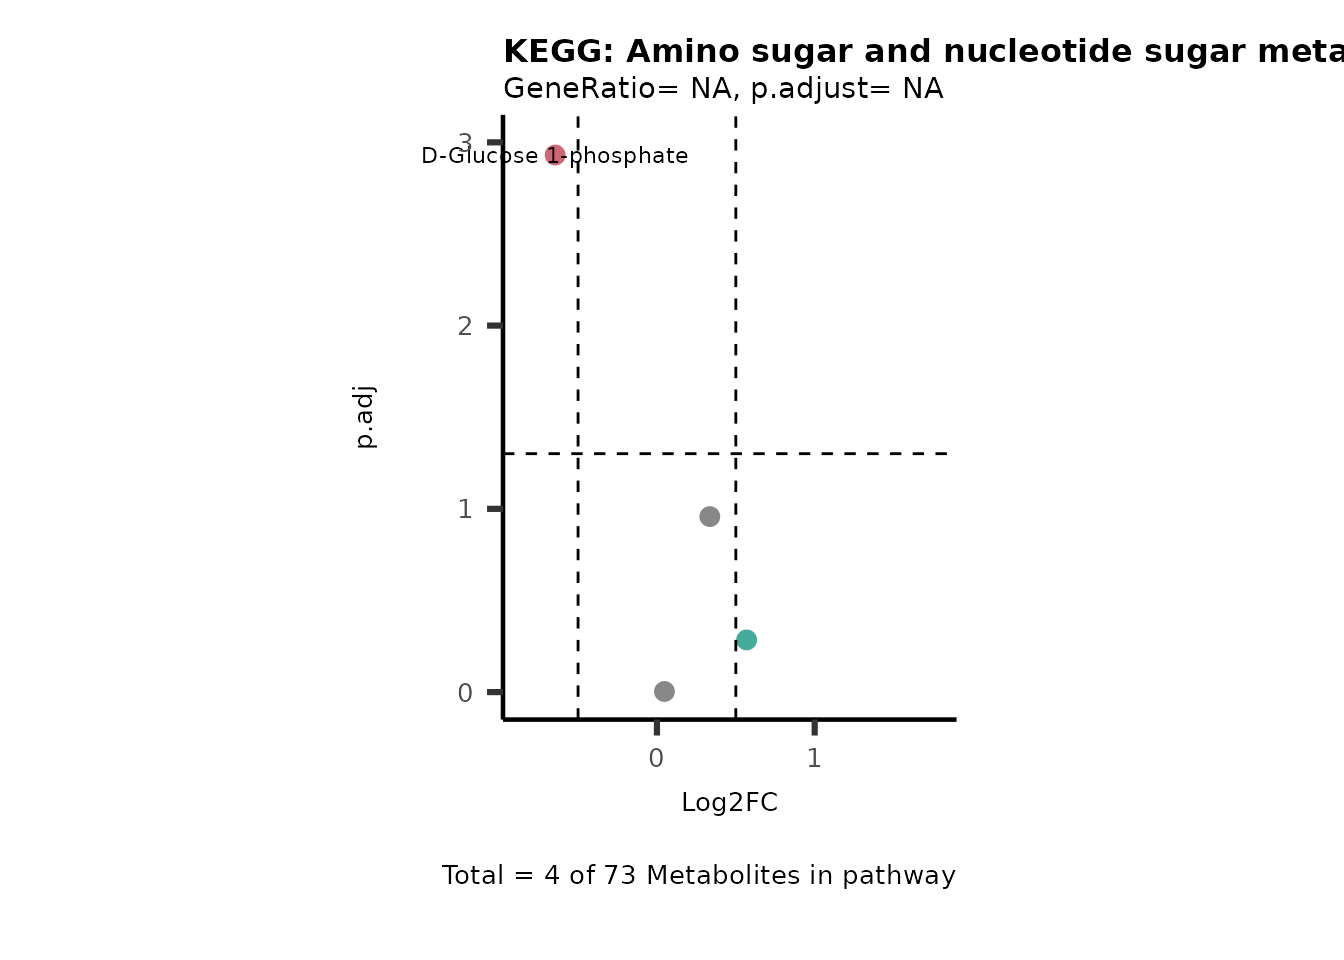 KEGG: Amino sugar and nucleotide sugar meta
GeneRatio= NA, p.adjust= NA
3
D-Glucose 1-phosphate
2
p.adj
1
0
0 1
Log2FC
Total = 4 of 73 Metabolites in pathway